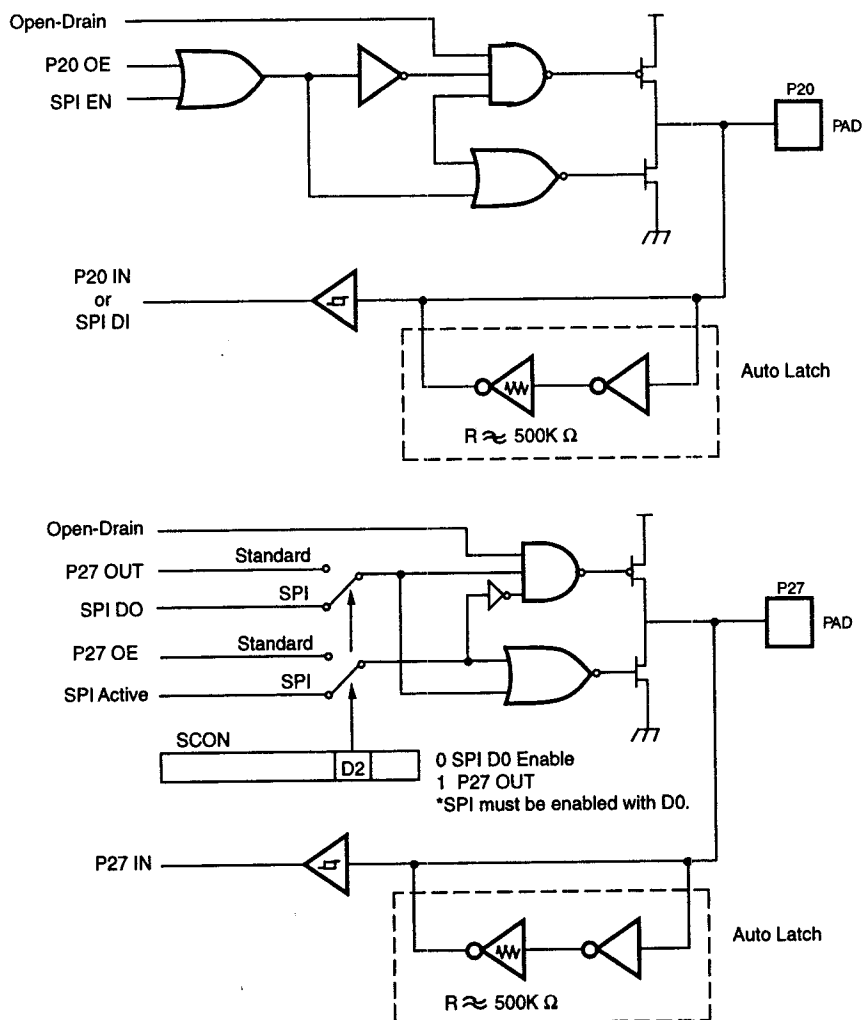 Open-Drain
P20 OE
SPI EN
P20
PAD
P20 IN
or
SPI DI
Auto Latch
R ≈ 500K Ω
Open-Drain
Standard
P27 OUT
SPI
SPI DO
P27
PAD
P27 OE
Standard
SPI
SPI Active
SCON
D2
0 SPI D0 Enable
1 P27 OUT
*SPI must be enabled with D0.
P27 IN
Auto Latch
R ≈ 500K Ω